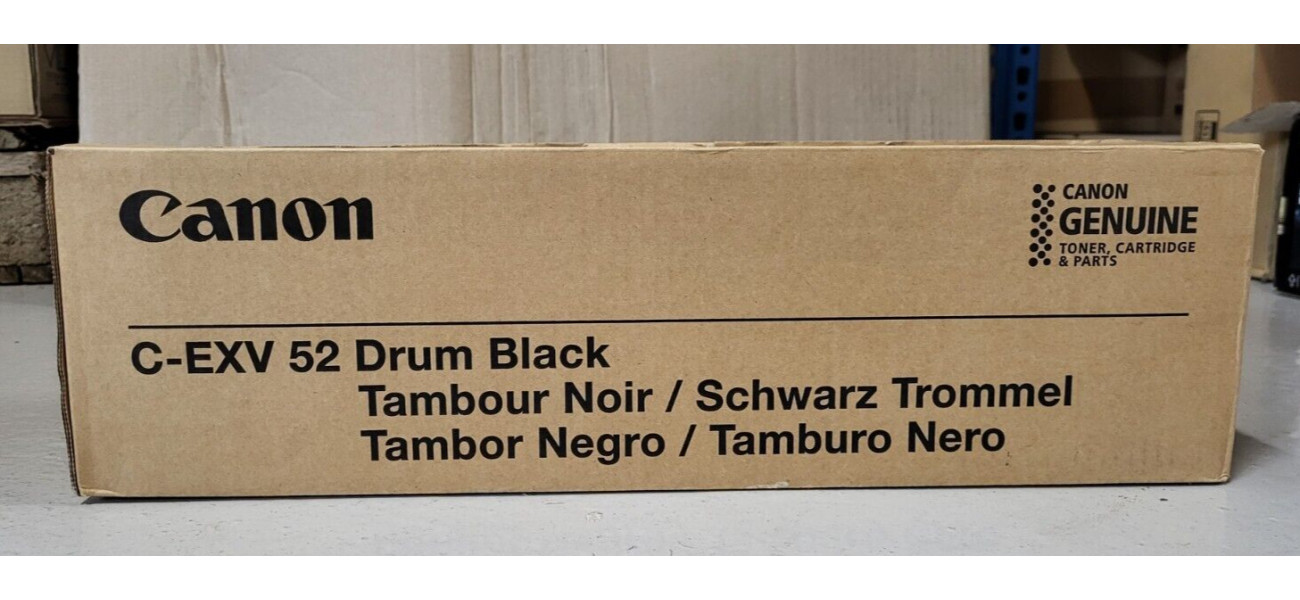 Canon
CANON
GENUINE
TONER, CARTRIDGE
& PARTS
C-EXV 52 Drum Black
Tambour Noir / Schwarz Trommel
Tambor Negro / Tamburo Nero